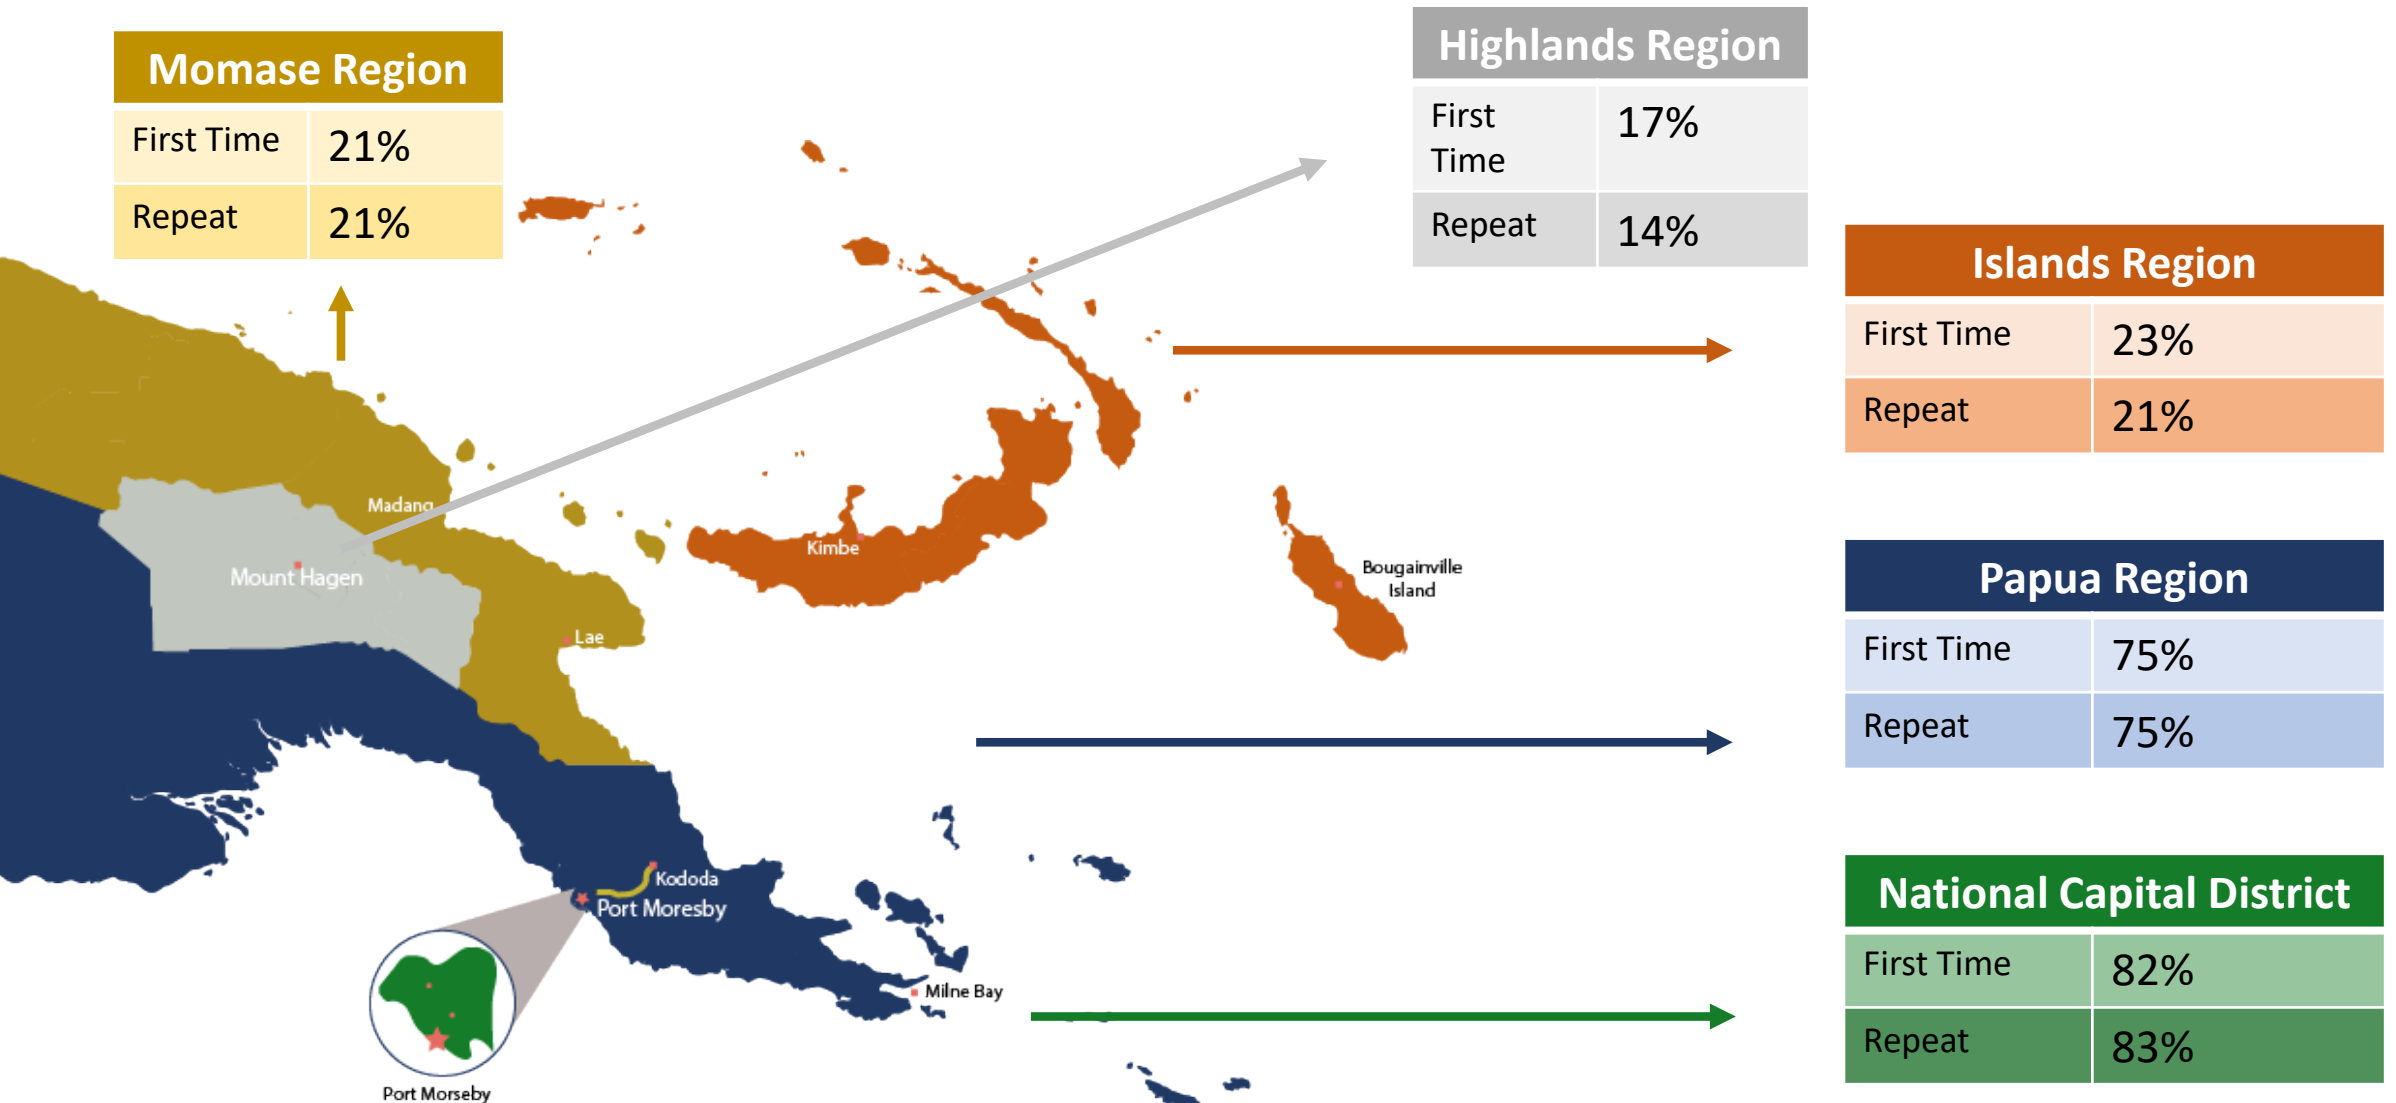 Momase Region
First Time 21%
Repeat 21%
Highlands Region
First
Time
17%
Repeat 14%
Islands Region
First Time 23%
Repeat 21%
Papua Region
First Time 75%
Repeat 75%
National Capital District
First Time 82%
Repeat 83%
Madang
Mount Hagen
Lae
Kimbe
Bougainville
Island
Kododa
Port Moresby
Milne Bay
Port Morseby